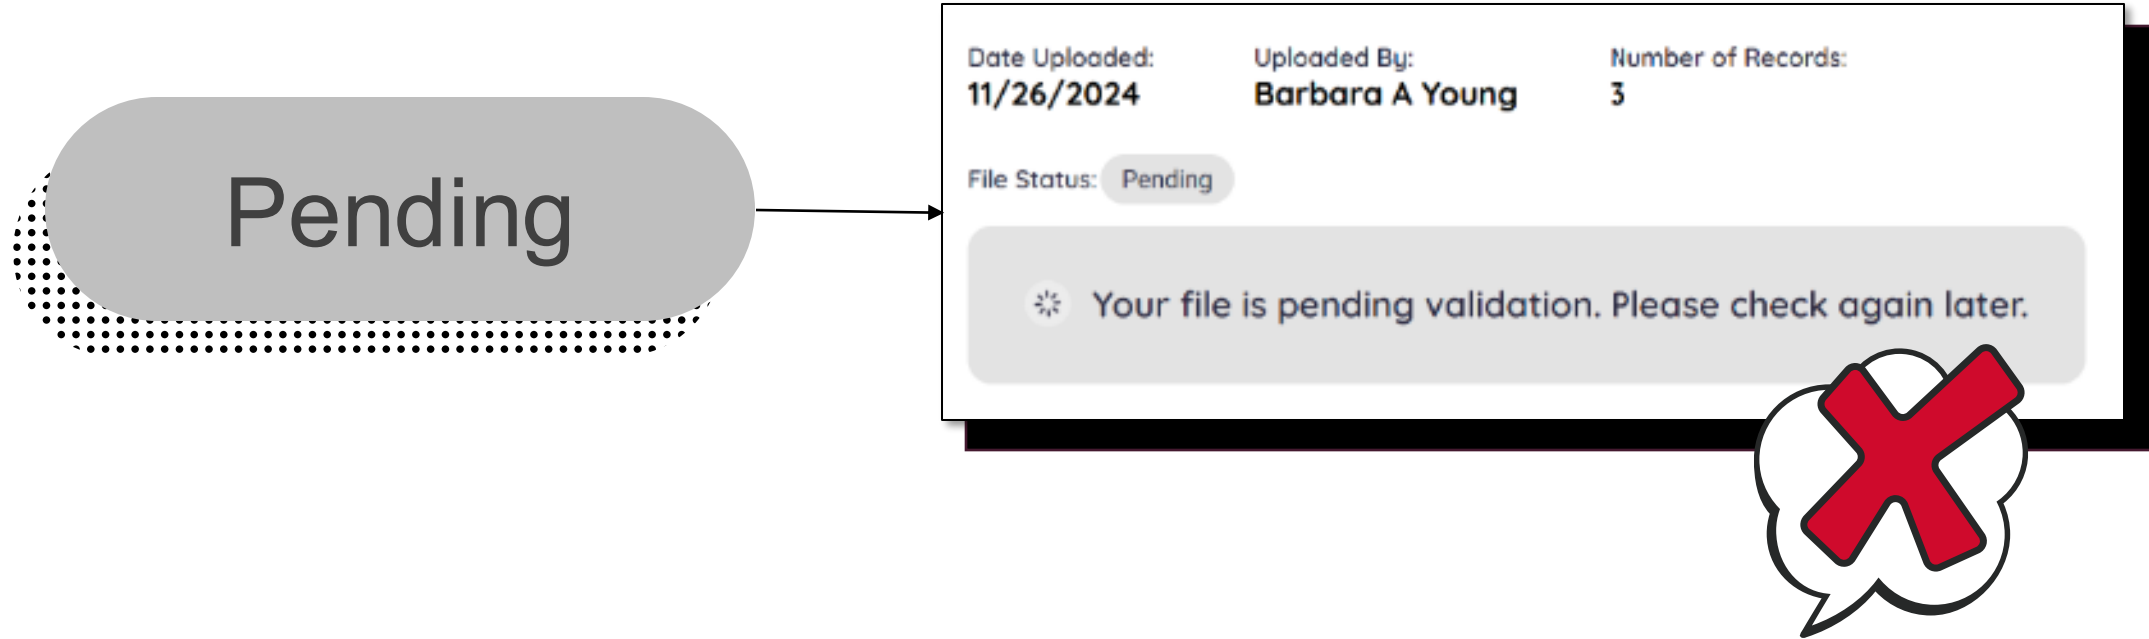 Pending
Date Uploaded:
11/26/2024
Uploaded By:
Barbara A Young
Number of Records:
3
File Status: Pending
Your file is pending validation. Please check again later.